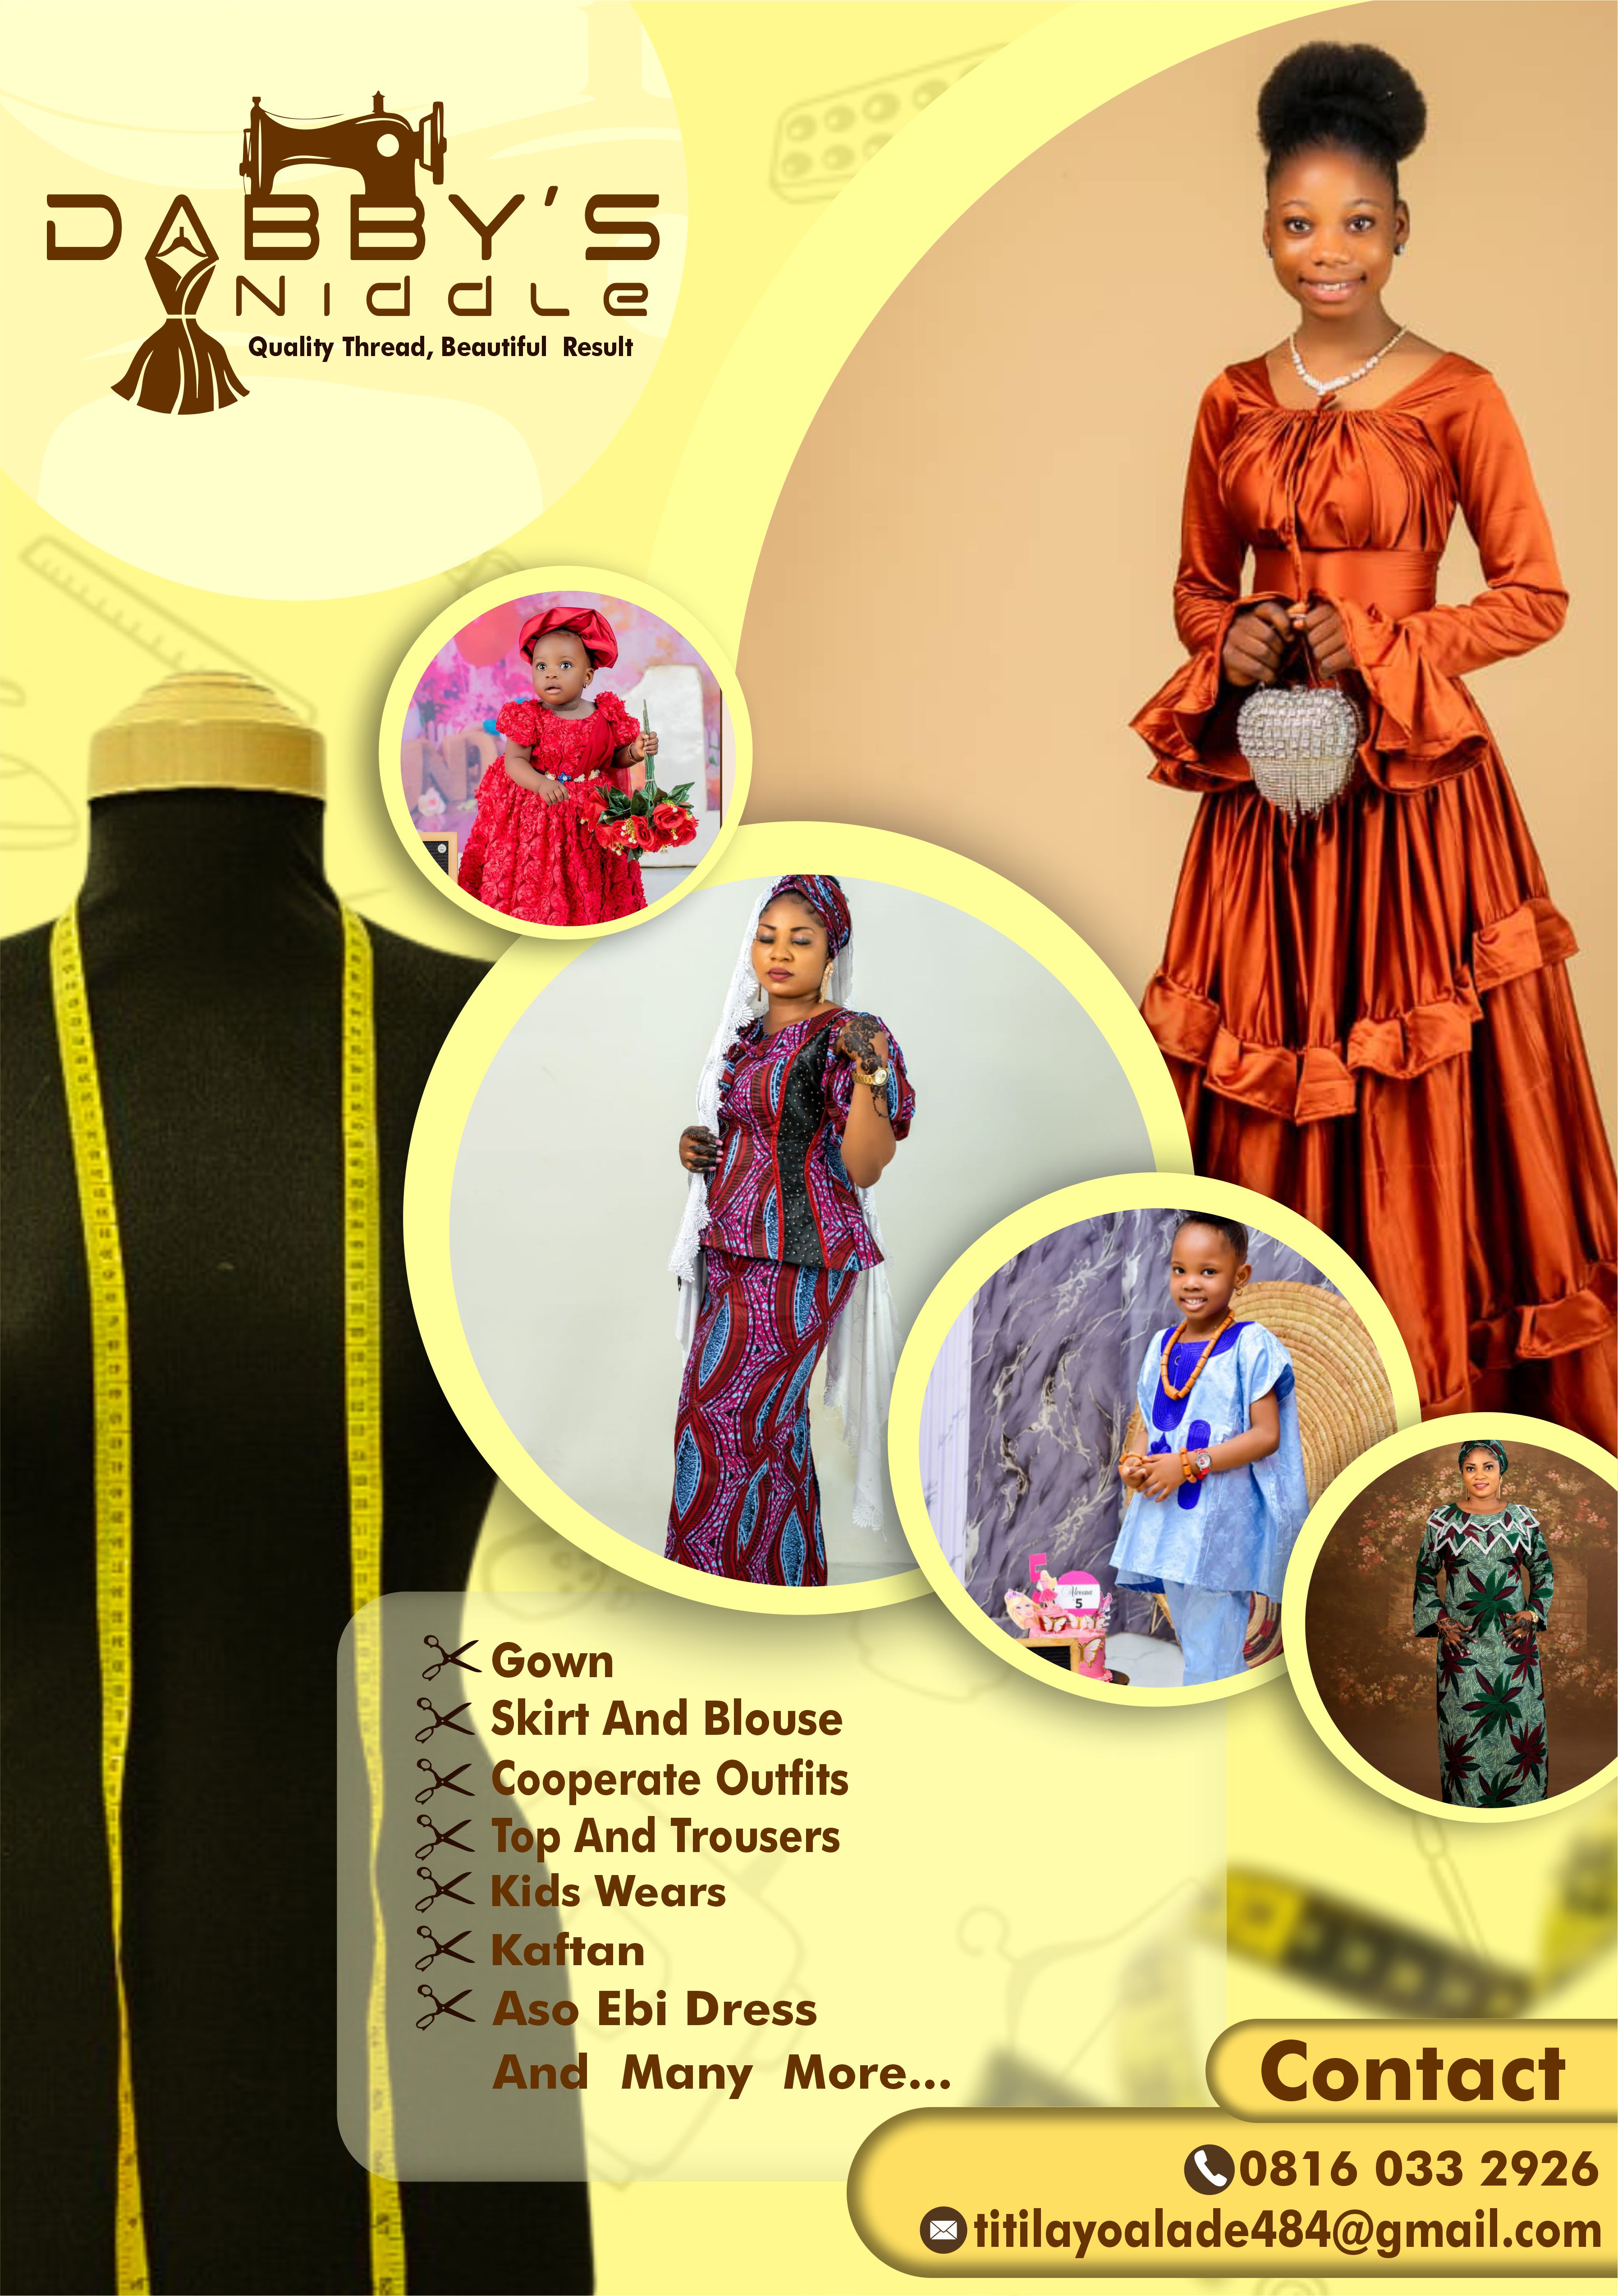 DABBY'S
Niddle
Quality Thread, Beautiful Result
Gown
Skirt And Blouse
Cooperate Outfits
Top And Trousers
Kids Wears
Kaftan
Aso Ebi Dress
And Many More...
Contact
0816 033 2926
titilayoalade484@gmail.com